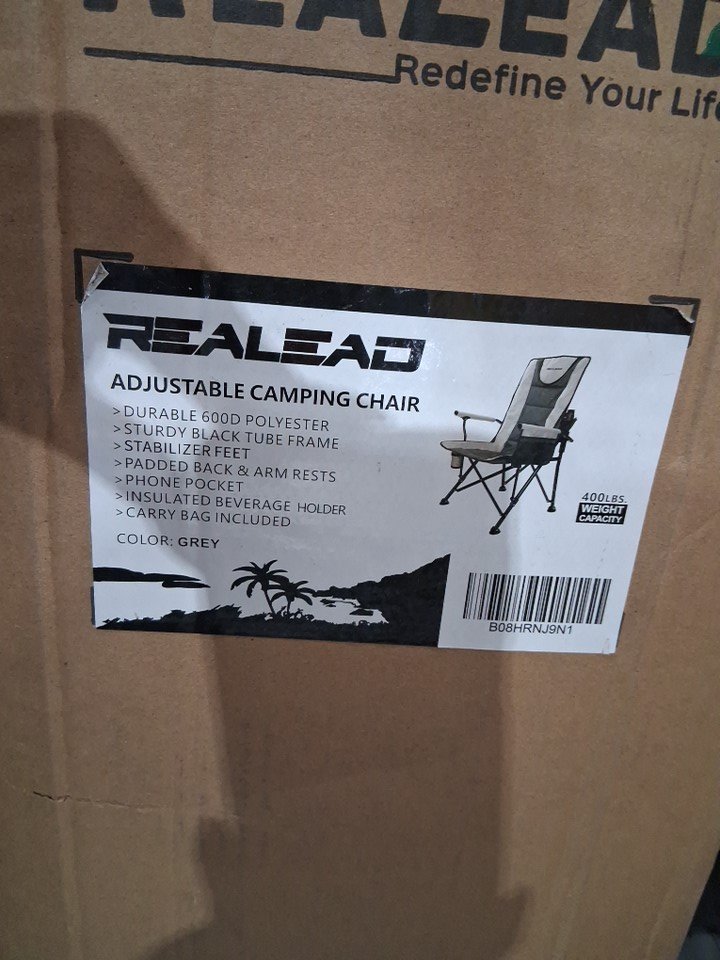 REALEAD
Redefine Your Life
REALEAD
ADJUSTABLE CAMPING CHAIR
>DURABLE 600D POLYESTER
>STURDY BLACK TUBE FRAME
>STABILIZER FEET
>PADDED BACK & ARM RESTS
>PHONE POCKET
>INSULATED BEVERAGE HOLDER
>CARRY BAG INCLUDED
COLOR: GREY
400LBS.
WEIGHT
CAPACITY
B08HRNJ9N1